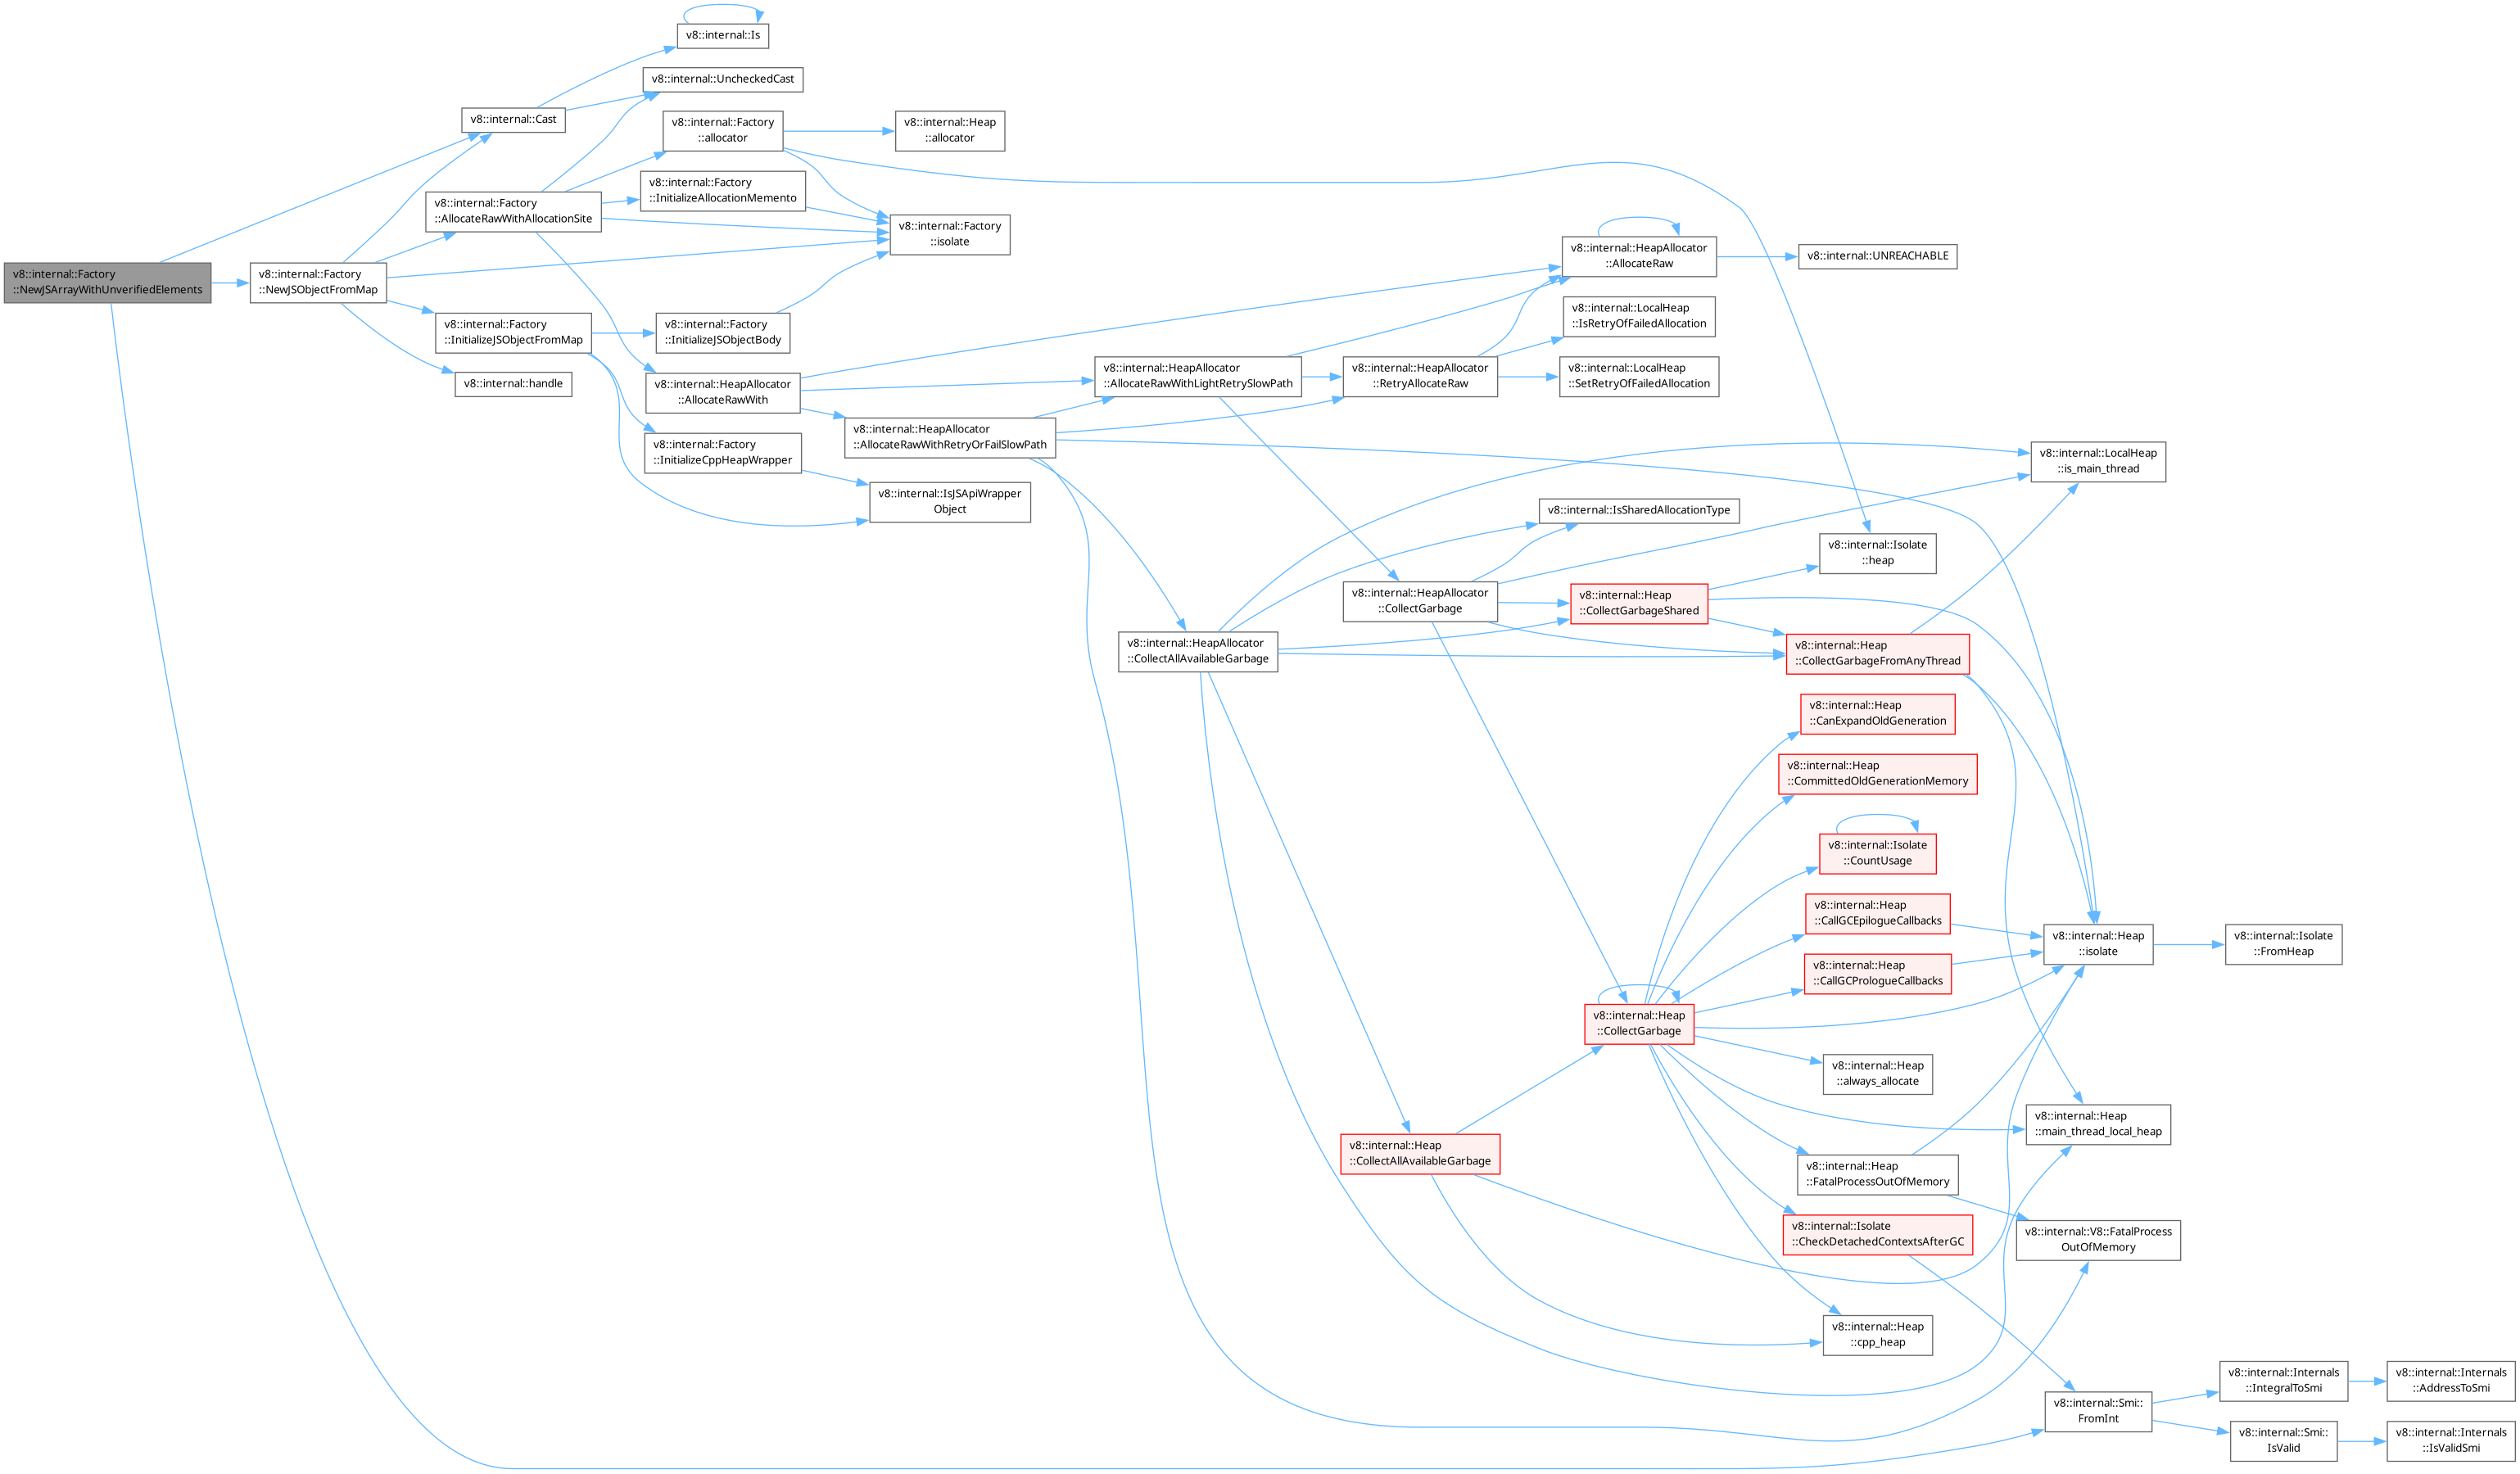 v8::internal::Factory
::NewJSArrayWithUnverifiedElements
v8::internal::Factory
::NewJSObjectFromMap
v8::internal::Cast
v8::internal::Factory
::AllocateRawWithAllocationSite
v8::internal::Factory
::InitializeJSObjectFromMap
v8::internal::handle
v8::internal::Is
v8::internal::UncheckedCast
v8::internal::Factory
::allocator
v8::internal::Factory
::InitializeAllocationMemento
v8::internal::Factory
::InitializeJSObjectBody
v8::internal::HeapAllocator
::AllocateRawWith
v8::internal::Factory
::InitializeCppHeapWrapper
v8::internal::Heap
::allocator
v8::internal::Factory
::isolate
v8::internal::HeapAllocator
::AllocateRawWithRetryOrFailSlowPath
v8::internal::IsJSApiWrapper
Object
v8::internal::HeapAllocator
::AllocateRawWithLightRetrySlowPath
v8::internal::HeapAllocator
::CollectAllAvailableGarbage
v8::internal::HeapAllocator
::RetryAllocateRaw
v8::internal::HeapAllocator
::CollectGarbage
v8::internal::Heap
::CollectAllAvailableGarbage
v8::internal::HeapAllocator
::AllocateRaw
v8::internal::LocalHeap
::IsRetryOfFailedAllocation
v8::internal::LocalHeap
::SetRetryOfFailedAllocation
v8::internal::IsSharedAllocationType
v8::internal::Heap
::CollectGarbageShared
v8::internal::Heap
::CollectGarbage
v8::internal::UNREACHABLE
v8::internal::Isolate
::heap
v8::internal::Heap
::CollectGarbageFromAnyThread
v8::internal::Heap
::CanExpandOldGeneration
v8::internal::Heap
::CommittedOldGenerationMemory
v8::internal::Isolate
::CountUsage
v8::internal::Heap
::CallGCEpilogueCallbacks
v8::internal::Heap
::CallGCPrologueCallbacks
v8::internal::Heap
::always_allocate
v8::internal::Heap
::FatalProcessOutOfMemory
v8::internal::Isolate
::CheckDetachedContextsAfterGC
v8::internal::Heap
::cpp_heap
v8::internal::LocalHeap
::is_main_thread
v8::internal::Heap
::isolate
v8::internal::Heap
::main_thread_local_heap
v8::internal::V8::FatalProcess
OutOfMemory
v8::internal::Smi::
FromInt
v8::internal::Isolate
::FromHeap
v8::internal::Internals
::IntegralToSmi
v8::internal::Smi::
IsValid
v8::internal::Internals
::AddressToSmi
v8::internal::Internals
::IsValidSmi